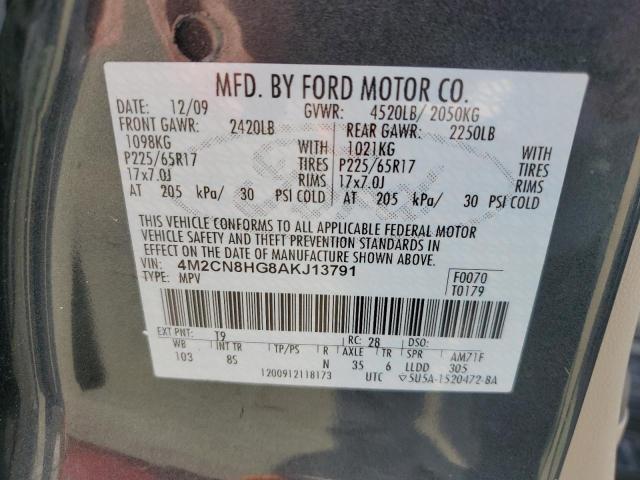 MFD. BY FORD MOTOR CO.
DATE: 12/09 GVWR: 4520LB/ 2050KG
FRONT GAWR: 2420LB REAR GAWR: 2250LB
1098KG WITH 1021KG WITH
P225/65R17 TIRES P225/65R17 TIRES
17x7.0J RIMS 17x7.0J RIMS
AT 205 kPa/ 30 PSI COLD AT 205 kPa/ 30 PSI COLD
THIS VEHICLE CONFORMS TO ALL APPLICABLE FEDERAL MOTOR
VEHICLE SAFETY AND THEFT PREVENTION STANDARDS IN
EFFECT ON THE DATE OF MANUFACTURE SHOWN ABOVE.
VIN: 4M2CN8HG8AKJ13791 F0070
TYPE: MPV T0179
EXT PNT: T9 RC: 28 DSO:
WB INT TR TP/PS R AXLE TR SPR AM71F
103 85 N 35 6 LLDD 305
1200912118173 UTC 5U5A-1520472-BA
Ford